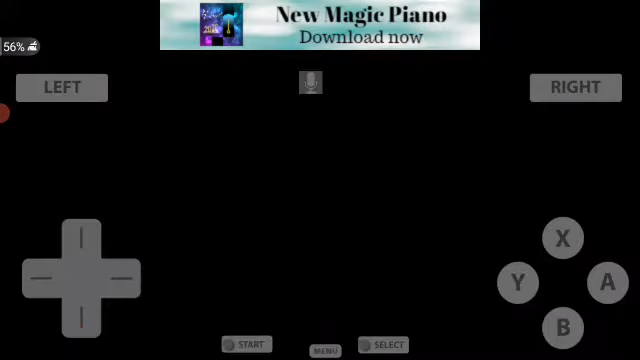 New Magic Piano
Download now
56%
LEFT
RIGHT
X
Y
A
B
START
SELECT
MENU